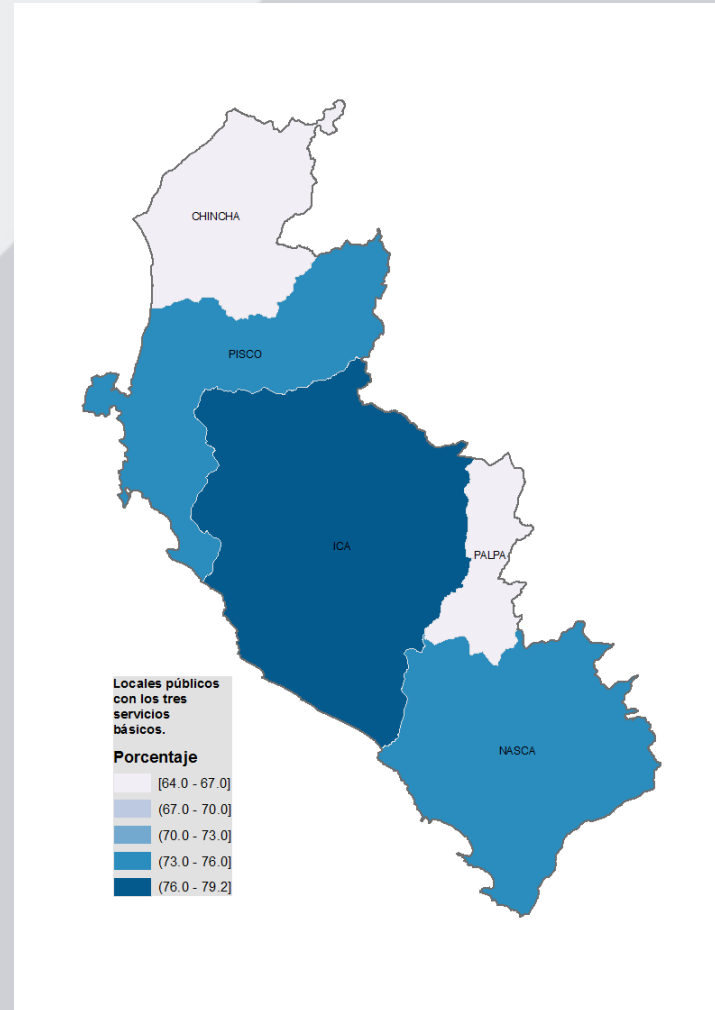 CHINCHA
PISCO
ICA
PALPA
NASCA
Locales públicos
con los tres
servicios
básicos.
Porcentaje
[64.0 - 67.0]
(67.0 - 70.0]
(70.0 - 73.0]
(73.0 - 76.0]
(76.0 - 79.2]